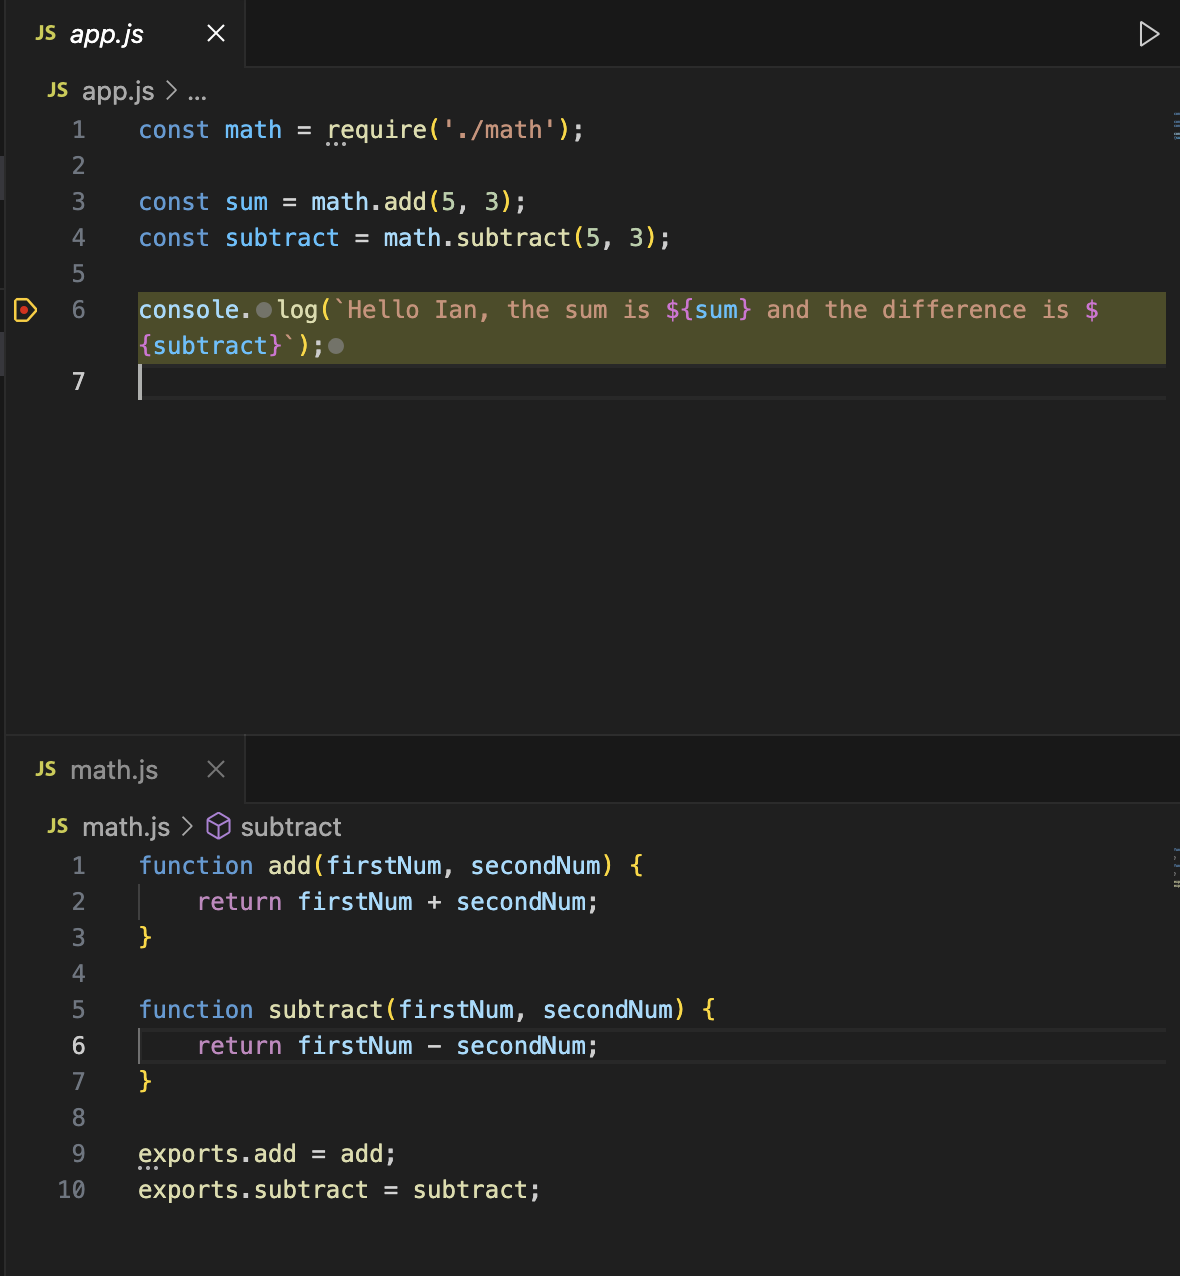 JS app.js
JS app.js > ...
1 const math = require('./math');
2
3 const sum = math.add(5, 3);
4 const subtract = math.subtract(5, 3);
5
6 console.log(`Hello Ian, the sum is ${sum} and the difference is $
{subtract}`);
7
JS math.js
JS math.js > subtract
1 function add(firstNum, secondNum) {
2     return firstNum + secondNum;
3 }
4
5 function subtract(firstNum, secondNum) {
6     return firstNum - secondNum;
7 }
8
9 exports.add = add;
10 exports.subtract = subtract;